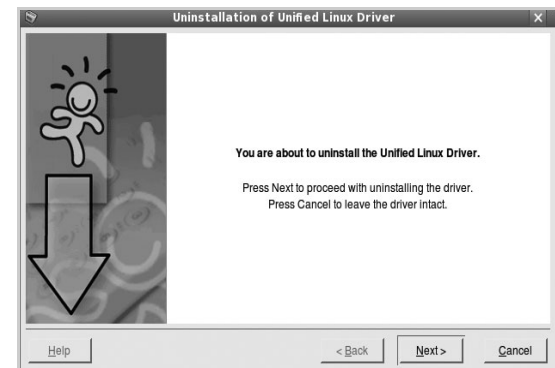 Uninstallation of Unified Linux Driver X
You are about to uninstall the Unified Linux Driver.
Press Next to proceed with uninstalling the driver.
Press Cancel to leave the driver intact.
Help < Back Next > Cancel